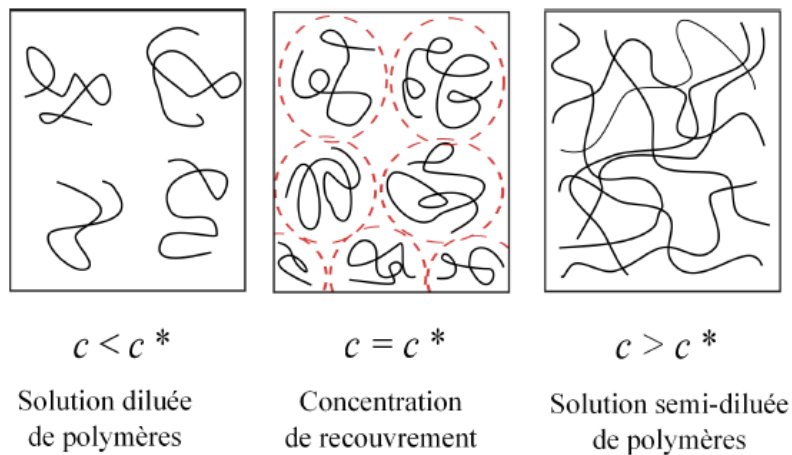 c < c *
c = c *
c > c *
Solution diluée
de polymères
Concentration
de recouvrement
Solution semi-diluée
de polymères